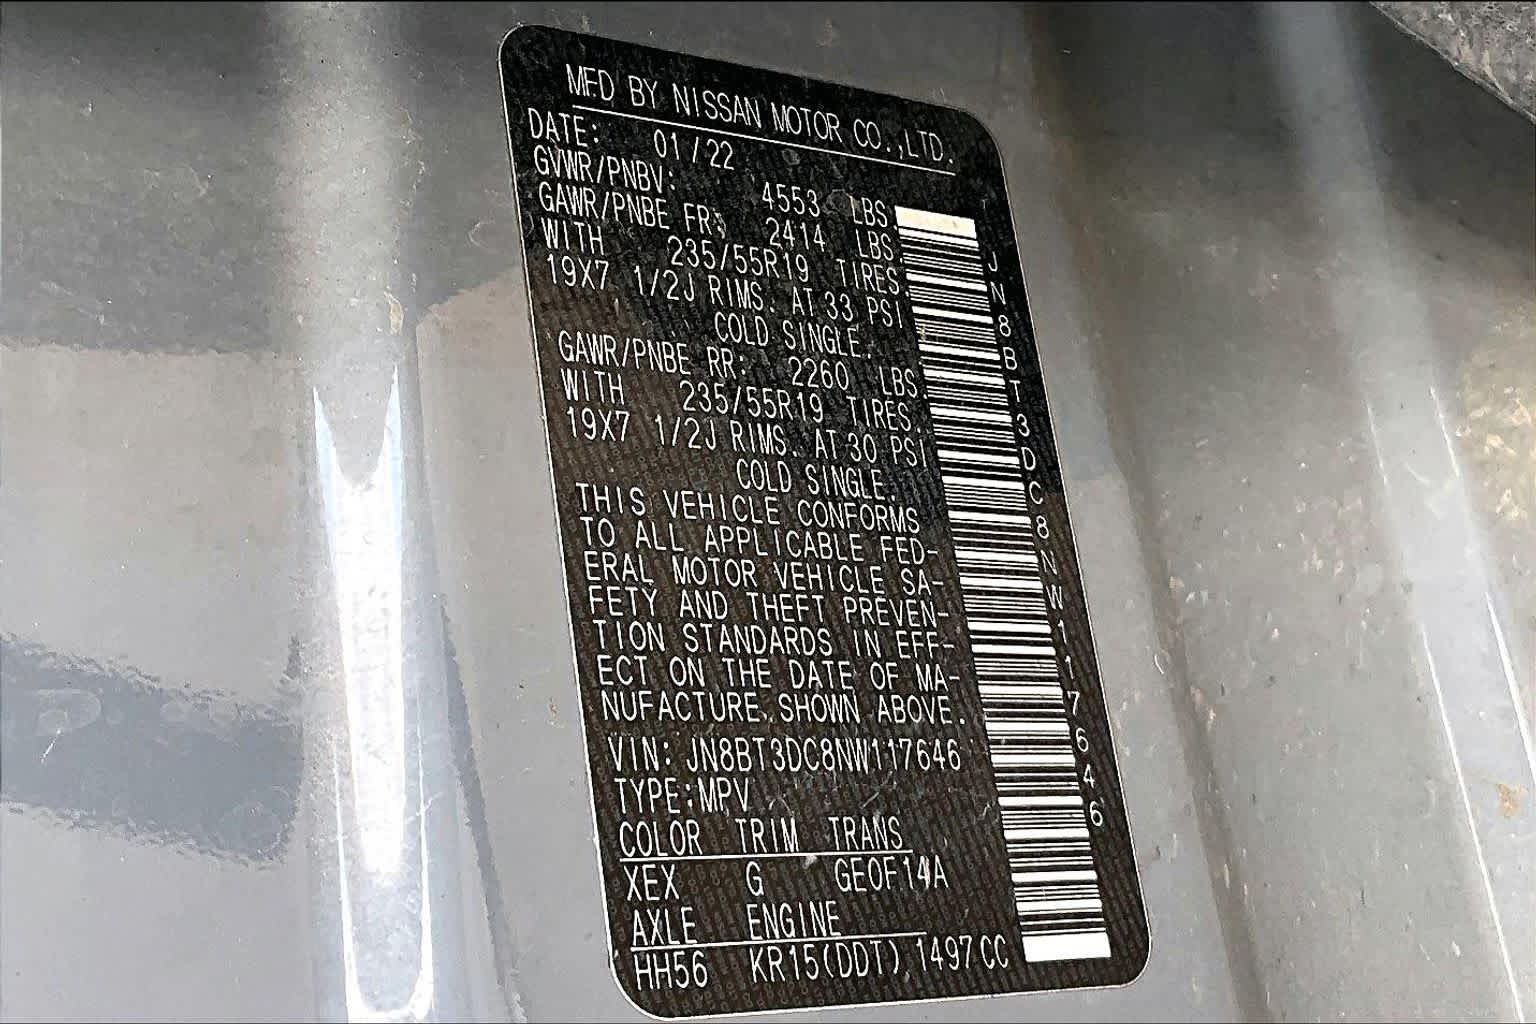 MFD BY NISSAN MOTOR CO.,LTD.
DATE: 01/22
GVWR/PNBV: 4553 LBS
GAWR/PNBE FR: 2414 LBS
WITH 235/55R19 TIRES.
19X7 1/2J RIMS. AT 33 PSI
COLD SINGLE.
GAWR/PNBE RR: 2260 LBS.
WITH 235/55R19 TIRES.
19X7 1/2J RIMS. AT 30 PSI
COLD SINGLE.
THIS VEHICLE CONFORMS
TO ALL APPLICABLE FED-
ERAL MOTOR VEHICLE SA-
FETY AND THEFT PREVEN-
TION STANDARDS IN EFF-
ECT ON THE DATE OF MA-
NUFACTURE. SHOWN ABOVE.
VIN: JN8BT3DC8NW117646
TYPE:MPV
COLOR TRIM TRANS
XEX G GE0F14A
AXLE ENGINE
HH56 KR15(DDT) 1497CC
JN8BT3DC8NW117646